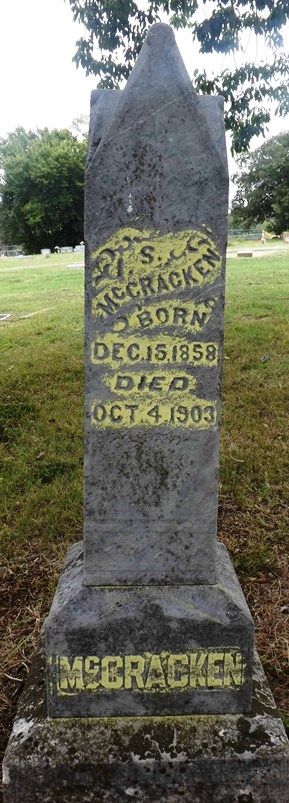 S.
McCRACKEN
BORN
DEC. 15. 1858
DIED
OCT. 4. 1903
McCRACKEN